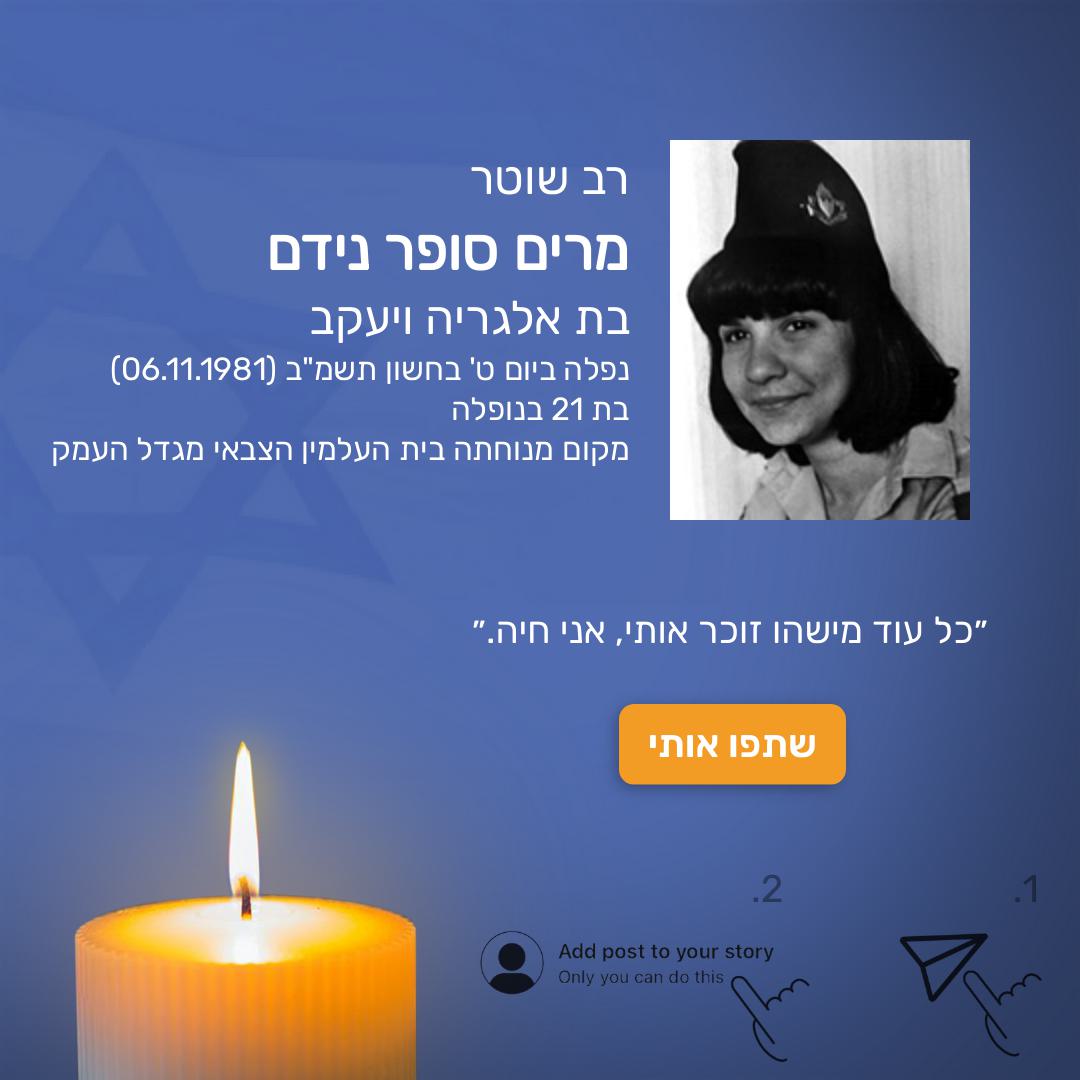 רב שוטר
מרים סופר נידם
בת אלגריה ויעקב
נפלה ביום ט' בחשון תשמ"ב (06.11.1981)
בת 21 בנופלה
מקום מנוחתה בית העלמין הצבאי מגדל העמק
״כל עוד מישהו זוכר אותי, אני חיה.״
שתפו אותי
.1
.2
Add post to your story
Only you can do this